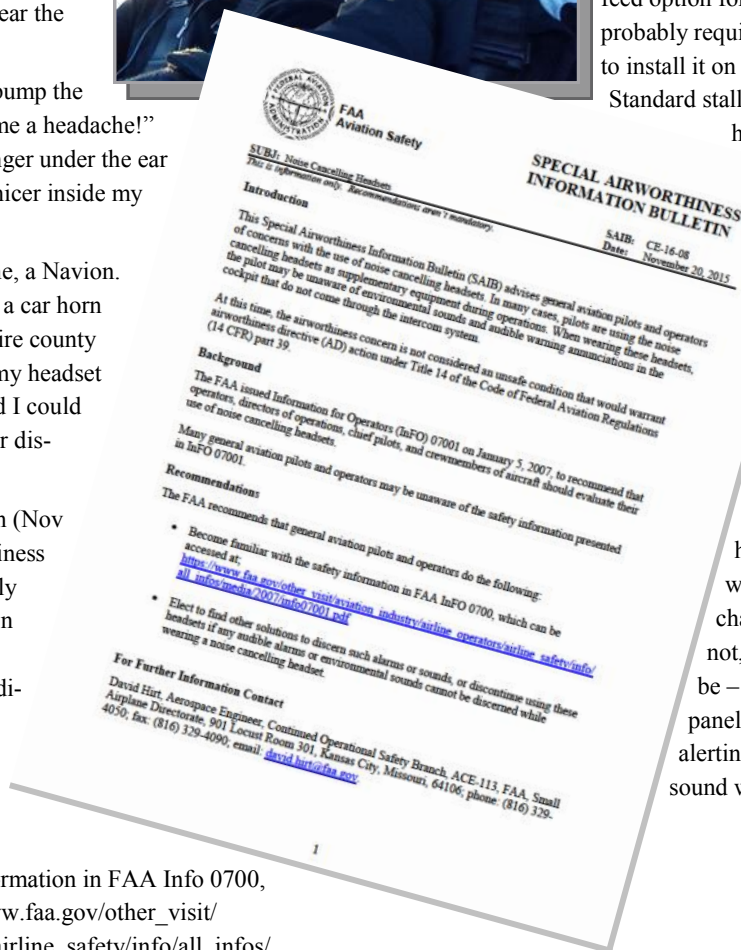 ear the
bump the
me a headache!”
nger under the ear
nicer inside my
ne, a Navion.
a car horn
ire county
my headset
d I could
r dis-
n (Nov
iness
ly
n
di-
FEDERAL AVIATION
ADMINISTRATION
FAA
Aviation Safety
SPECIAL AIRWORTHINESS
INFORMATION BULLETIN
SUBJ: Noise Cancelling Headsets
SAIB: CE-16-08
Date: November 20, 2015
This is information only. Recommendations aren’t mandatory.
Introduction
This Special Airworthiness Information Bulletin (SAIB) advises general aviation pilots and operators
of concerns with the use of noise cancelling headsets. In many cases, pilots are using the noise
cancelling headsets as supplementary equipment during operations. When wearing these headsets,
the pilot may be unaware of environmental sounds and audible warning annunciations in the
cockpit that do not come through the intercom system.
At this time, the airworthiness concern is not considered an unsafe condition that would warrant
airworthiness directive (AD) action under Title 14 of the Code of Federal Aviation Regulations
(14 CFR) part 39.
Background
The FAA issued Information for Operators (InFO) 07001 on January 5, 2007, to recommend that
operators, directors of operations, chief pilots, and crewmembers of aircraft should evaluate their
use of noise cancelling headsets.
Many general aviation pilots and operators may be unaware of the safety information presented
in InFO 07001.
Recommendations
The FAA recommends that general aviation pilots and operators do the following:
• Become familiar with the safety information in FAA InFO 0700, which can be
accessed at;
https://www.faa.gov/other_visit/aviation_industry/airline_operators/airline_safety/info/
all_infos/media/2007/info07001.pdf
• Elect to find other solutions to discern such alarms or sounds, or discontinue using these
headsets if any audible alarms or environmental sounds cannot be discerned while
wearing a noise cancelling headset.
For Further Information Contact
David Hirt, Aerospace Engineer, Continued Operational Safety Branch, ACE-113, FAA, Small
Airplane Directorate, 901 Locust Room 301, Kansas City, Missouri, 64106; phone: (816) 329-
4050; fax: (816) 329-4090; email: david.hirt@faa.gov.
1
rmation in FAA Info 0700,
w.faa.gov/other_visit/
airline_safety/info/all_infos/
feed option for
probably requi
to install it on
Standard stall
h
h
w
cha
not,
be –
panel
alertin
sound w